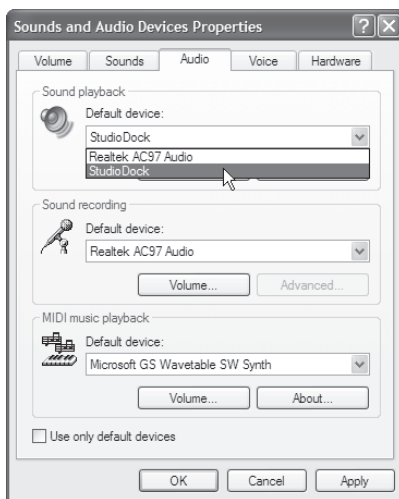 Sounds and Audio Devices Properties
Volume Sounds Audio Voice Hardware
Sound playback
Default device:
StudioDock
Realtek AC97 Audio
StudioDock
Sound recording
Default device:
Realtek AC97 Audio
Volume... Advanced...
MIDI music playback
Default device:
Microsoft GS Wavetable SW Synth
Volume... About...
Use only default devices
OK Cancel Apply